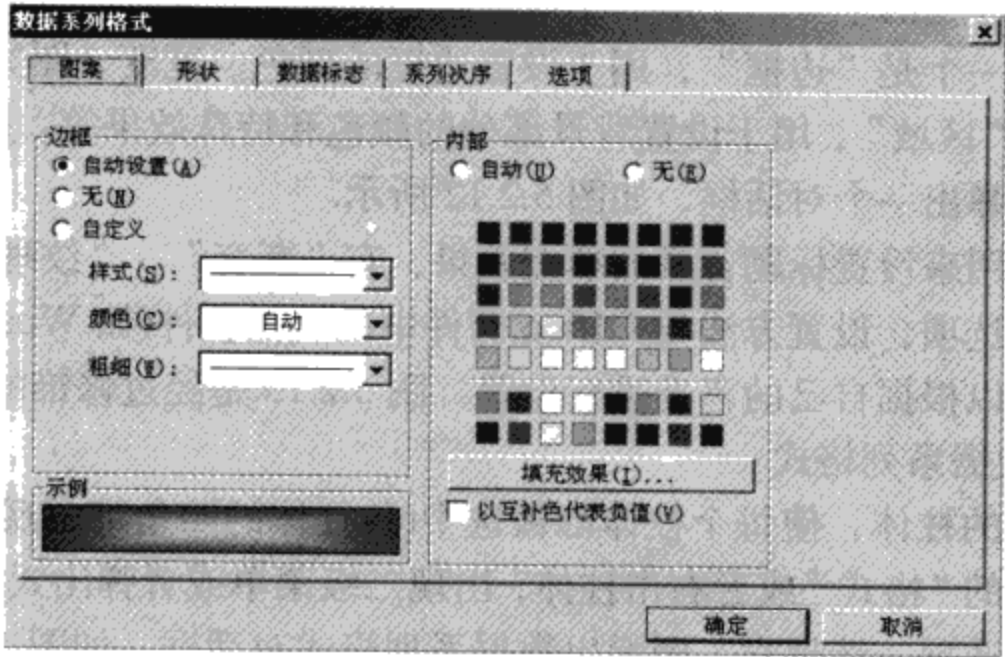 数据系列格式
图案 形状 数据标志 系列次序 选项
边框
自动设置(A)
无(N)
自定义
样式(S):
颜色(C): 自动
粗细(W):
示例
内部
自动(U) 无(E)
填充效果(I)...
以互补色代表负值(V)
确定 取消